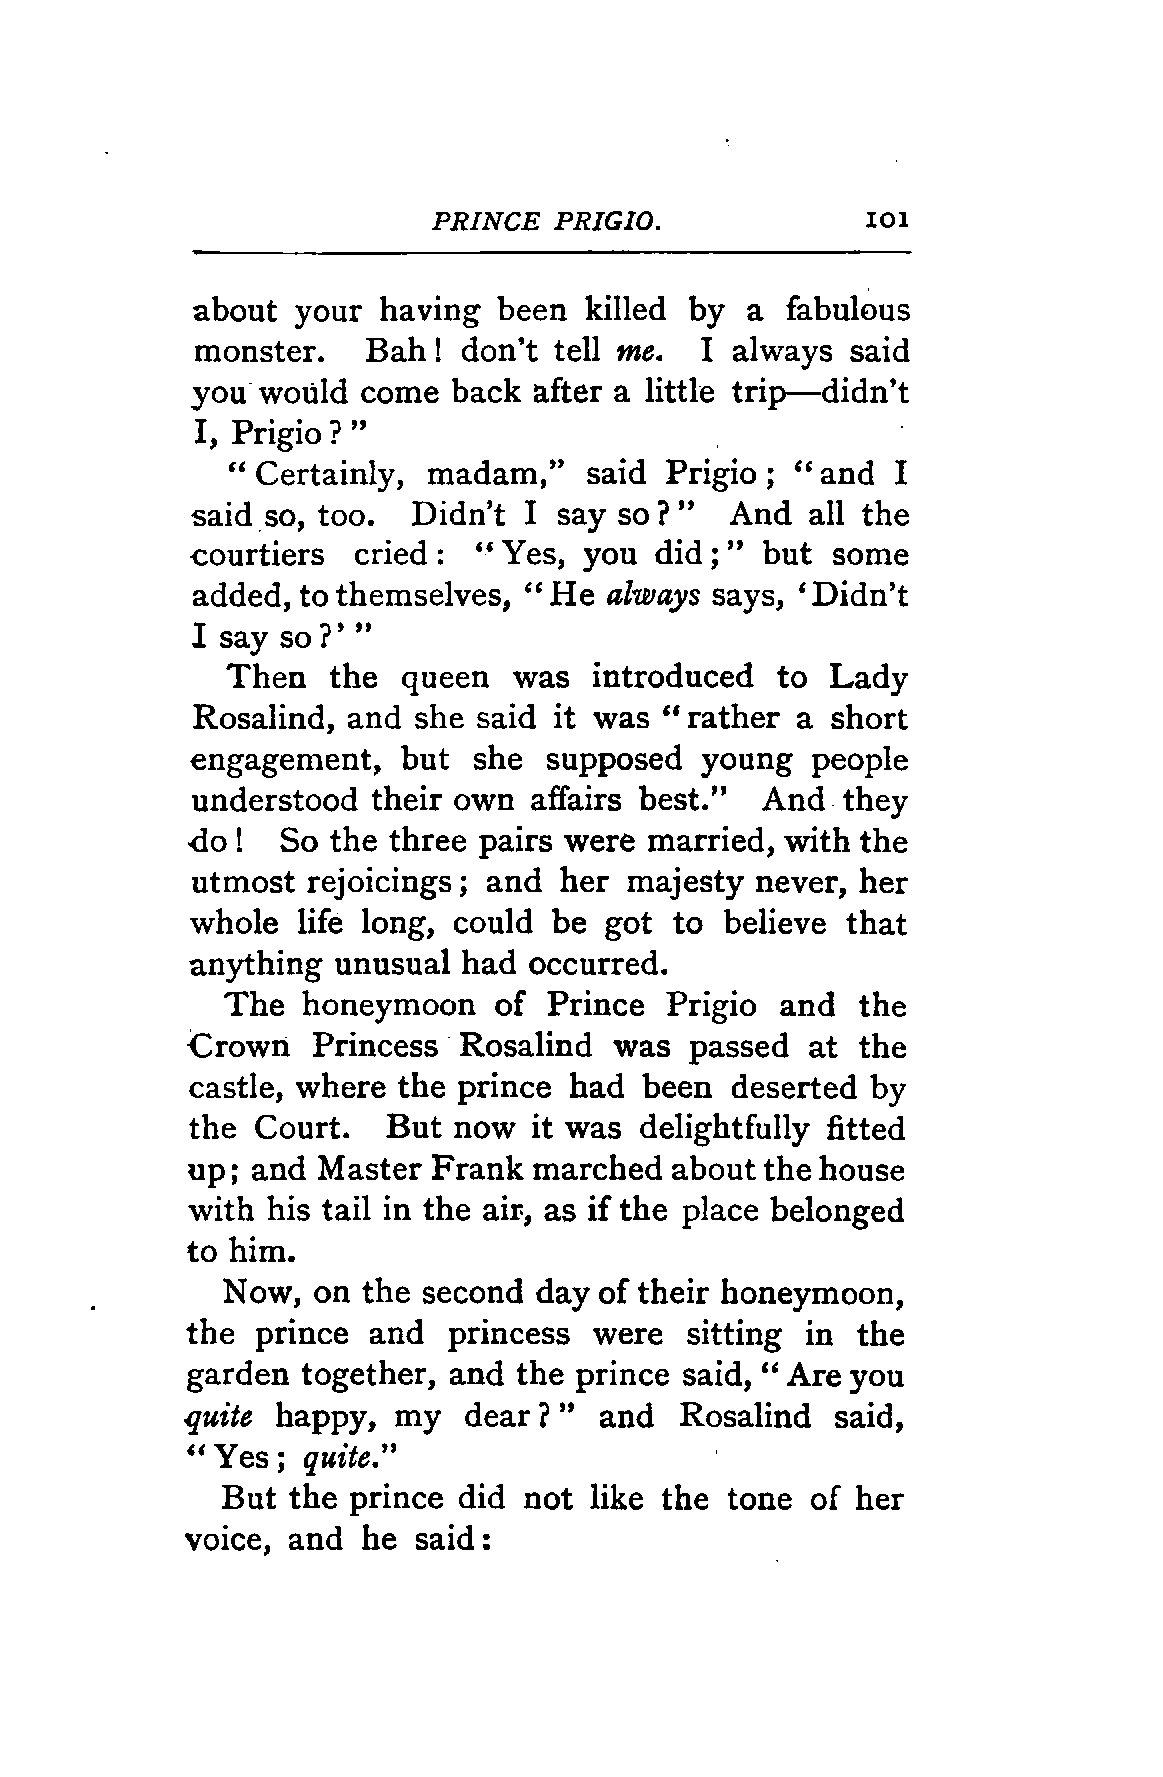 PRINCE PRIGIO. 101
about your having been killed by a fabulous
monster. Bah! don't tell me. I always said
you would come back after a little trip—didn't
I, Prigio?"
"Certainly, madam," said Prigio; "and I
said so, too. Didn't I say so?" And all the
courtiers cried: "Yes, you did;" but some
added, to themselves, "He always says, 'Didn't
I say so?'"
Then the queen was introduced to Lady
Rosalind, and she said it was "rather a short
engagement, but she supposed young people
understood their own affairs best." And they
do! So the three pairs were married, with the
utmost rejoicings; and her majesty never, her
whole life long, could be got to believe that
anything unusual had occurred.
The honeymoon of Prince Prigio and the
Crown Princess Rosalind was passed at the
castle, where the prince had been deserted by
the Court. But now it was delightfully fitted
up; and Master Frank marched about the house
with his tail in the air, as if the place belonged
to him.
Now, on the second day of their honeymoon,
the prince and princess were sitting in the
garden together, and the prince said, "Are you
quite happy, my dear?" and Rosalind said,
"Yes; quite."
But the prince did not like the tone of her
voice, and he said: